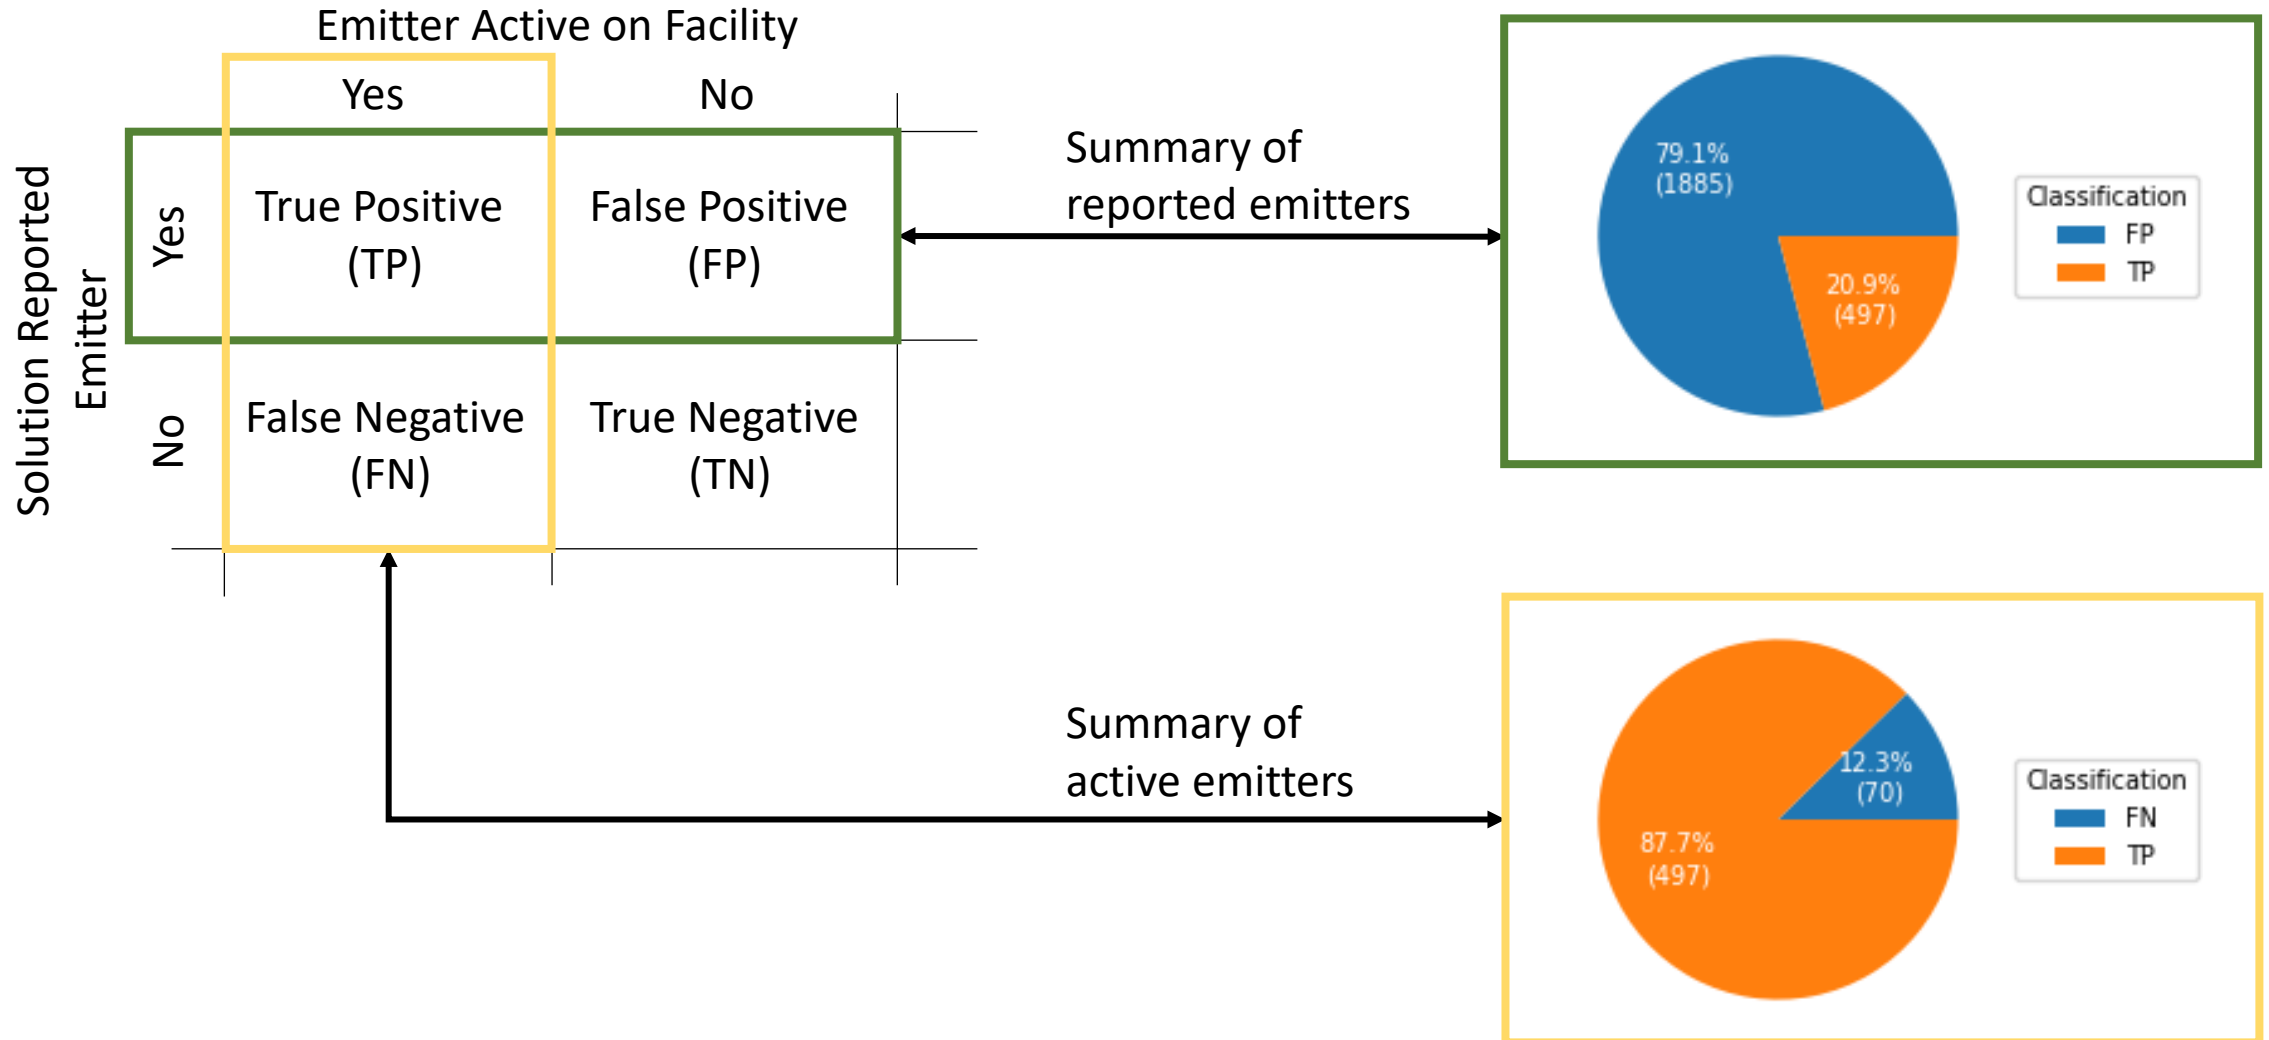 Emitter Active on Facility
Yes
No
Solution Reported
Emitter
Yes
True Positive
(TP)
False Positive
(FP)
No
False Negative
(FN)
True Negative
(TN)
Summary of
reported emitters
79.1%
(1885)
20.9%
(497)
Classification
FP
TP
Summary of
active emitters
12.3%
(70)
87.7%
(497)
Classification
FN
TP